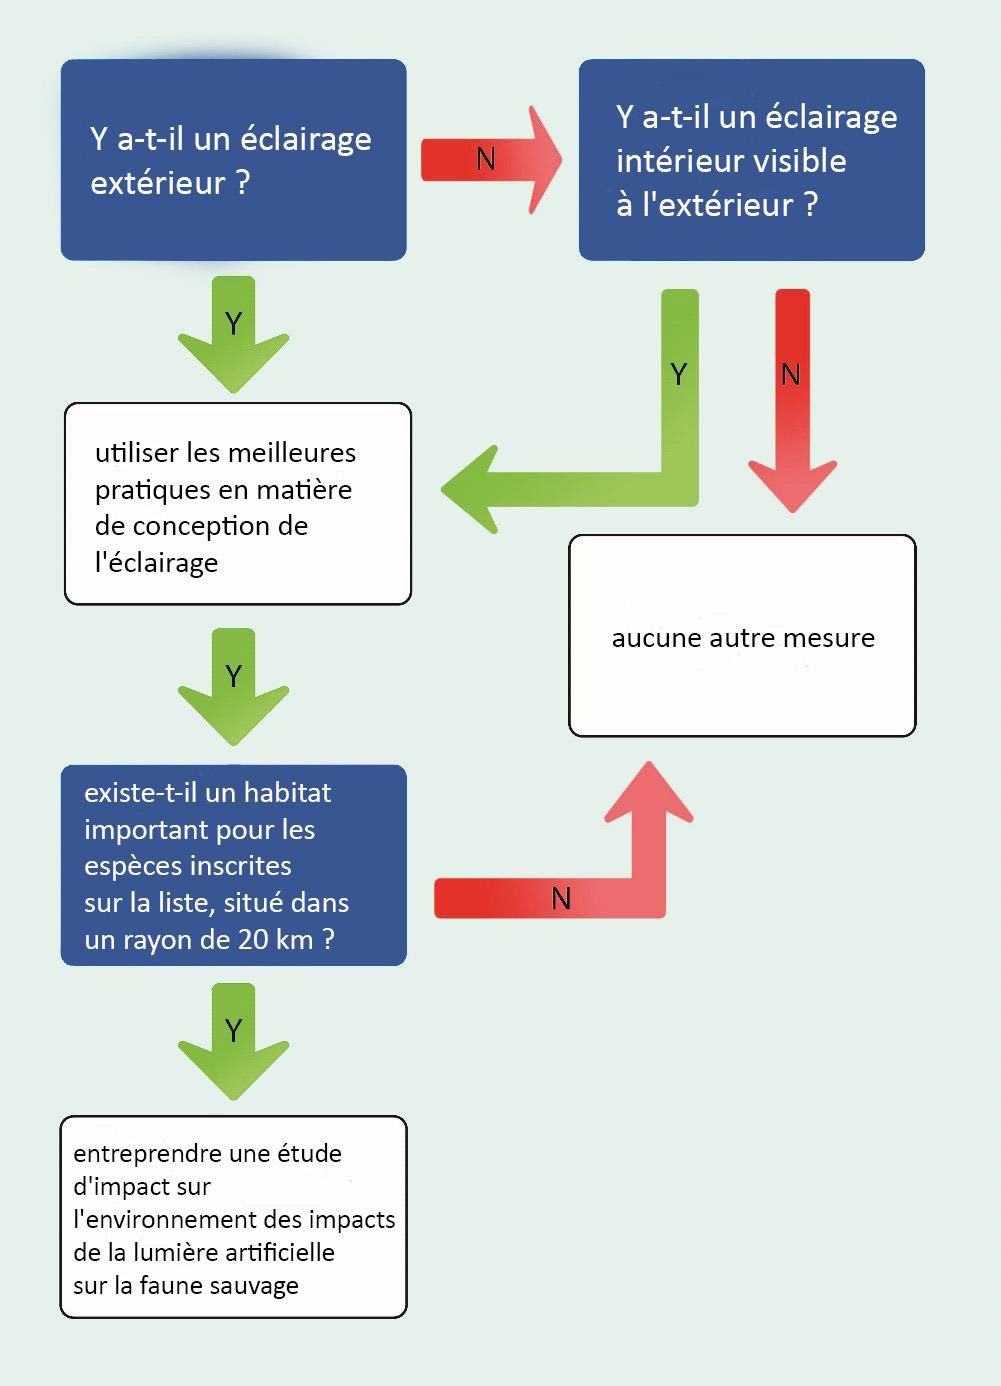 Y a-t-il un éclairage
extérieur ?
N
Y a-t-il un éclairage
intérieur visible
à l'extérieur ?
Y
Y
N
utiliser les meilleures
pratiques en matière
de conception de
l'éclairage
aucune autre mesure
Y
existe-t-il un habitat
important pour les
espèces inscrites
sur la liste, situé dans
un rayon de 20 km ?
N
Y
entreprendre une étude
d'impact sur
l'environnement des impacts
de la lumière artificielle
sur la faune sauvage